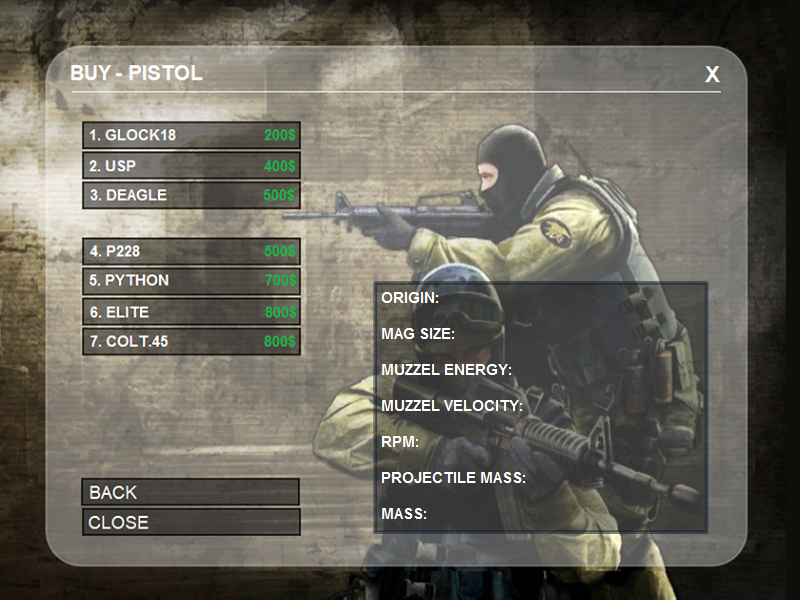 BUY - PISTOL X
1. GLOCK18 200$
2. USP 400$
3. DEAGLE 500$
4. P228 500$
5. PYTHON 700$
6. ELITE 800$
7. COLT.45 800$
ORIGIN:
MAG SIZE:
MUZZEL ENERGY:
MUZZEL VELOCITY:
RPM:
PROJECTILE MASS:
MASS:
BACK
CLOSE